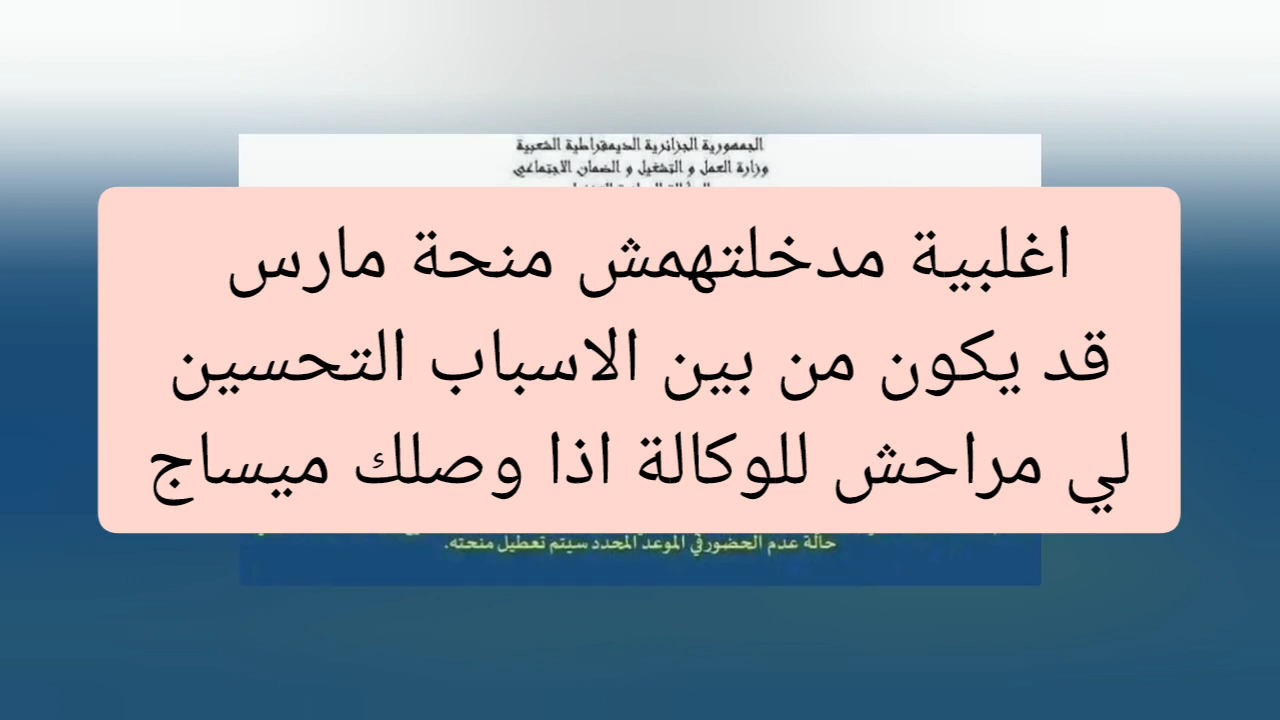 الجمهورية الجزائرية الديمقراطية الشعبية
وزارة العمل و التشغيل و الضمان الاجتماعي
اغلبية مدخلتهمش منحة مارس
قد يكون من بين الاسباب التحسين
لي مراحش للوكالة اذا وصلك ميساج
حالة عدم الحضور في الموعد المحدد سيتم تعطيل منحته.